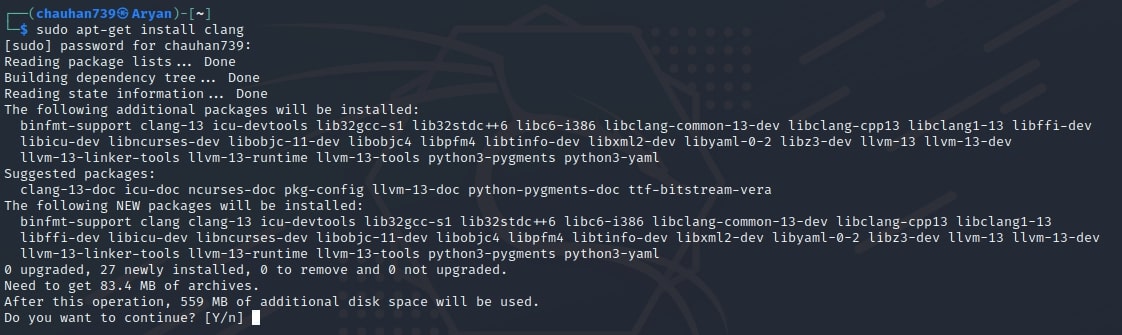 ┌──(chauhan739㉿Aryan)-[~]
└─$ sudo apt-get install clang
[sudo] password for chauhan739:
Reading package lists... Done
Building dependency tree... Done
Reading state information... Done
The following additional packages will be installed:
  binfmt-support clang-13 icu-devtools lib32gcc-s1 lib32stdc++6 libc6-i386 libclang-common-13-dev libclang-cpp13 libclang1-13 libffi-dev
  libicu-dev libncurses-dev libobjc-11-dev libobjc4 libpfm4 libtinfo-dev libxml2-dev libyaml-0-2 libz3-dev llvm-13 llvm-13-dev
  llvm-13-linker-tools llvm-13-runtime llvm-13-tools python3-pygments python3-yaml
Suggested packages:
  clang-13-doc icu-doc ncurses-doc pkg-config llvm-13-doc python-pygments-doc ttf-bitstream-vera
The following NEW packages will be installed:
  binfmt-support clang clang-13 icu-devtools lib32gcc-s1 lib32stdc++6 libc6-i386 libclang-common-13-dev libclang-cpp13 libclang1-13
  libffi-dev libicu-dev libncurses-dev libobjc-11-dev libobjc4 libpfm4 libtinfo-dev libxml2-dev libyaml-0-2 libz3-dev llvm-13 llvm-13-dev
  llvm-13-linker-tools llvm-13-runtime llvm-13-tools python3-pygments python3-yaml
0 upgraded, 27 newly installed, 0 to remove and 0 not upgraded.
Need to get 83.4 MB of archives.
After this operation, 559 MB of additional disk space will be used.
Do you want to continue? [Y/n]